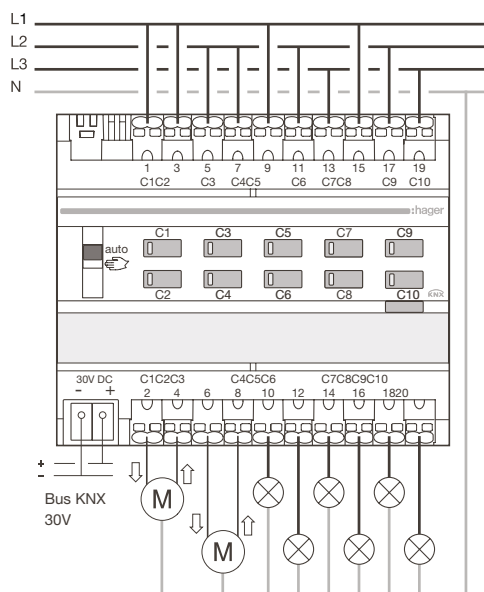 L1
L2
L3
N
1 3 5 7 9 11 13 15 17 19
C1C2 C3 C4C5 C6 C7C8 C9 C10
:hager
auto
C1 C3 C5 C7 C9
C2 C4 C6 C8 C10 KNX
30V DC C1C2C3 C4C5C6 C7C8C9C10
- + 2 4 6 8 10 12 14 16 1820
+
-
Bus KNX
30V
M
M